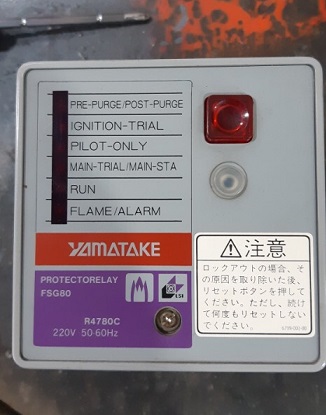 PRE-PURGE/POST-PURGE
IGNITION-TRIAL
PILOT-ONLY
MAIN-TRIAL/MAIN-STA
RUN
FLAME/ALARM
YAMATAKE
PROTECTORELAY
FSG80
LSI
R4780C
220V 50-60Hz
注意
ロックアウトの場合、そ
の原因を取り除いた後、
リセットボタンを押して
ください。ただし、続け
て何度もリセットしない
でください。